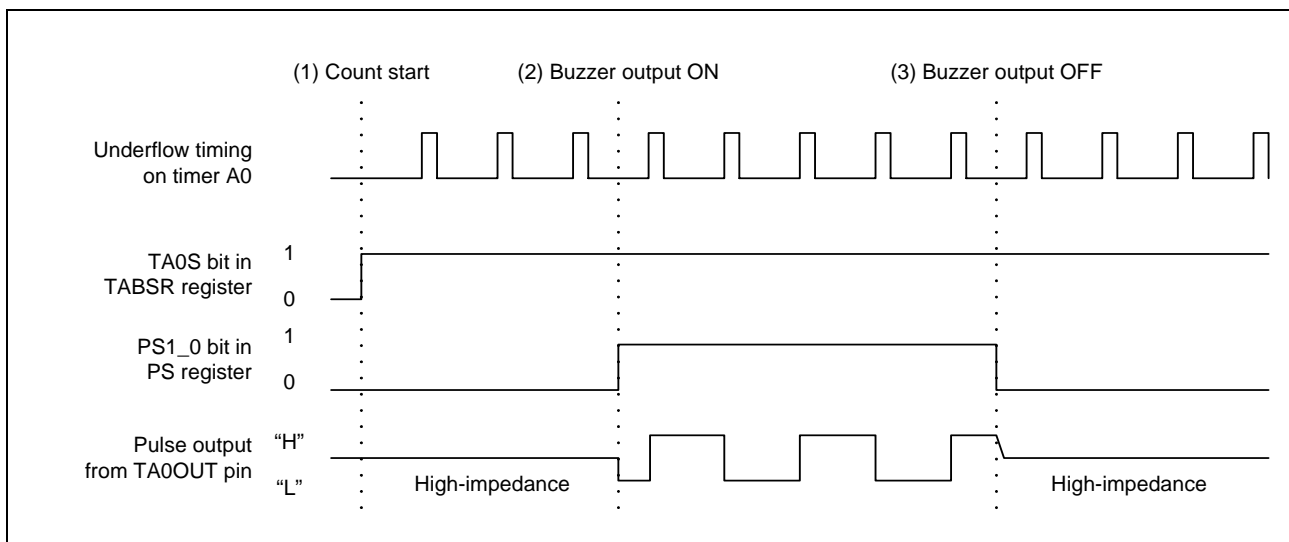 (1) Count start
(2) Buzzer output ON
(3) Buzzer output OFF
Underflow timing
on timer A0
TA0S bit in
TABSR register
1
0
PS1_0 bit in
PS register
1
0
Pulse output
from TA0OUT pin
“H”
“L”
High-impedance
High-impedance